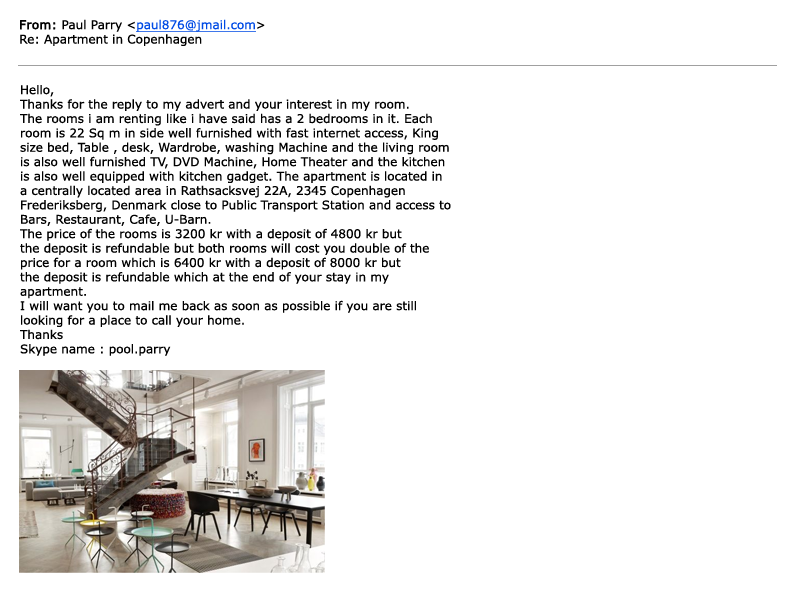 From: Paul Parry <paul876@jmail.com>
Re: Apartment in Copenhagen
Hello,
Thanks for the reply to my advert and your interest in my room.
The rooms i am renting like i have said has a 2 bedrooms in it. Each
room is 22 Sq m in side well furnished with fast internet access, King
size bed, Table , desk, Wardrobe, washing Machine and the living room
is also well furnished TV, DVD Machine, Home Theater and the kitchen
is also well equipped with kitchen gadget. The apartment is located in
a centrally located area in Rathsacksvej 22A, 2345 Copenhagen
Frederiksberg, Denmark close to Public Transport Station and access to
Bars, Restaurant, Cafe, U-Barn.
The price of the rooms is 3200 kr with a deposit of 4800 kr but
the deposit is refundable but both rooms will cost you double of the
price for a room which is 6400 kr with a deposit of 8000 kr but
the deposit is refundable which at the end of your stay in my
apartment.
I will want you to mail me back as soon as possible if you are still
looking for a place to call your home.
Thanks
Skype name : pool.parry